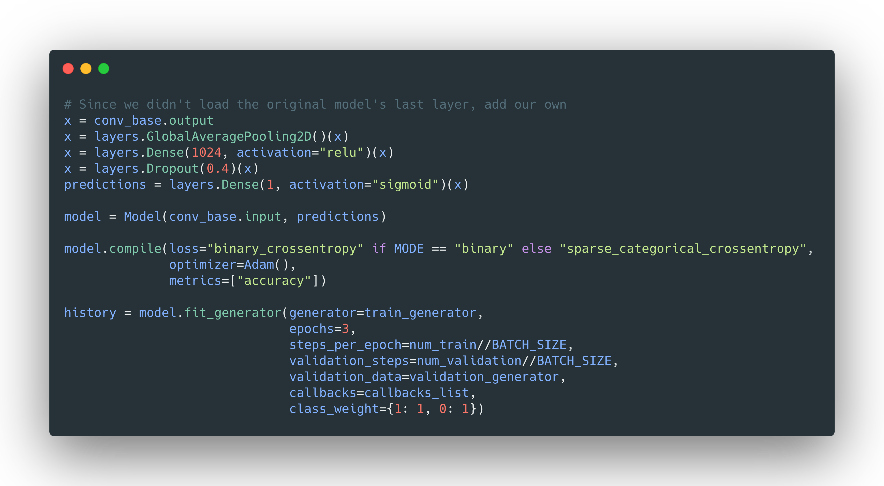 # Since we didn't load the original model's last layer, add our own
x = conv_base.output
x = layers.GlobalAveragePooling2D()(x)
x = layers.Dense(1024, activation="relu")(x)
x = layers.Dropout(0.4)(x)
predictions = layers.Dense(1, activation="sigmoid")(x)

model = Model(conv_base.input, predictions)

model.compile(loss="binary_crossentropy" if MODE == "binary" else "sparse_categorical_crossentropy",
              optimizer=Adam(),
              metrics=["accuracy"])

history = model.fit_generator(generator=train_generator,
                              epochs=3,
                              steps_per_epoch=num_train//BATCH_SIZE,
                              validation_steps=num_validation//BATCH_SIZE,
                              validation_data=validation_generator,
                              callbacks=callbacks_list,
                              class_weight={1: 1, 0: 1})